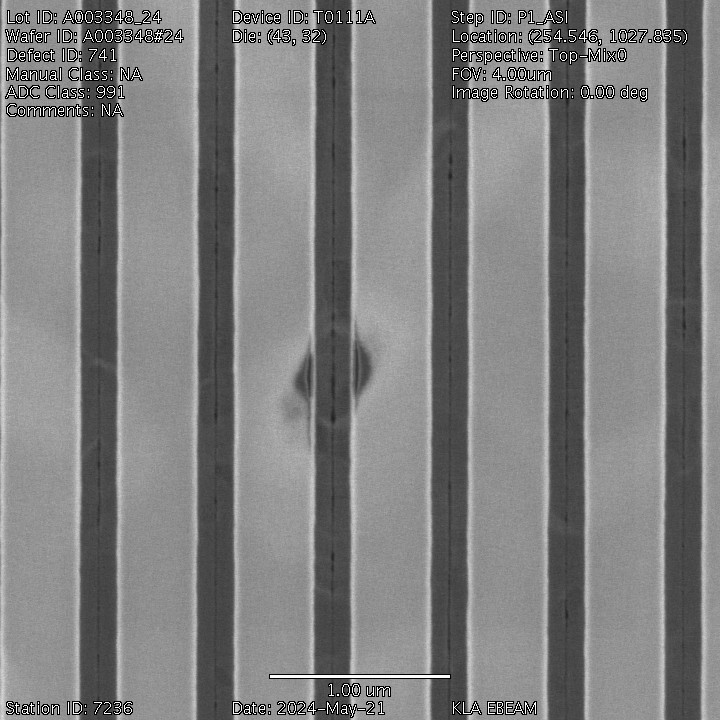 Lot ID: A003348_24 Device ID: T0111A Step ID: P1_ASI
Wafer ID: A003348#24 Die: (43, 32) Location: (254.546, 1027.835)
Defect ID: 741 Perspective: Top-Mix0
Manual Class: NA FOV: 4.00um
ADC Class: 991 Image Rotation: 0.00 deg
Comments: NA
1.00 um
Station ID: 7236 Date: 2024-May-21 KLA EBEAM